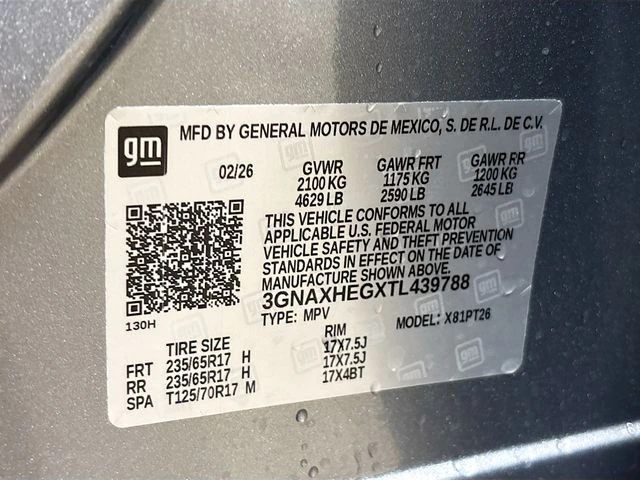 gm MFD BY GENERAL MOTORS DE MEXICO, S. DE R.L. DE C.V.
02/26 GVWR GAWR FRT GAWR RR
2100 KG 1175 KG 1200 KG
4629 LB 2590 LB 2645 LB
THIS VEHICLE CONFORMS TO ALL
APPLICABLE U.S. FEDERAL MOTOR
VEHICLE SAFETY AND THEFT PREVENTION
STANDARDS IN EFFECT ON THE DATE OF
MANUFACTURE SHOWN ABOVE.
3GNAXHEGXTL439788
130H
TYPE: MPV MODEL: X81PT26
TIRE SIZE RIM
FRT 235/65R17 H 17X7.5J
RR 235/65R17 H 17X7.5J
SPA T125/70R17 M 17X4BT